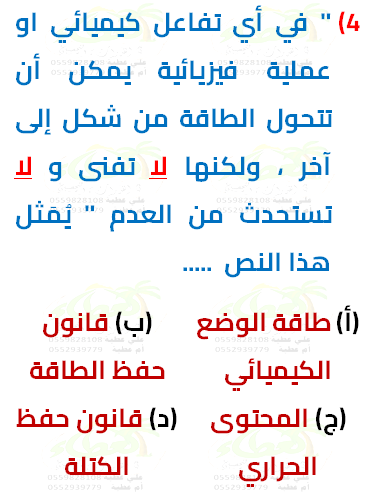 4) " في أي تفاعل كيميائي او
عملية فيزيائية يمكن أن
تتحول الطاقة من شكل إلى
آخر ، ولكنها لا تفنى و لا
تستحدث من العدم " يُمَثل
هذا النص .....
(أ) طاقة الوضع الكيميائي
(ب) قانون حفظ الطاقة
(ج) المحتوى الحراري
(د) قانون حفظ الكتلة